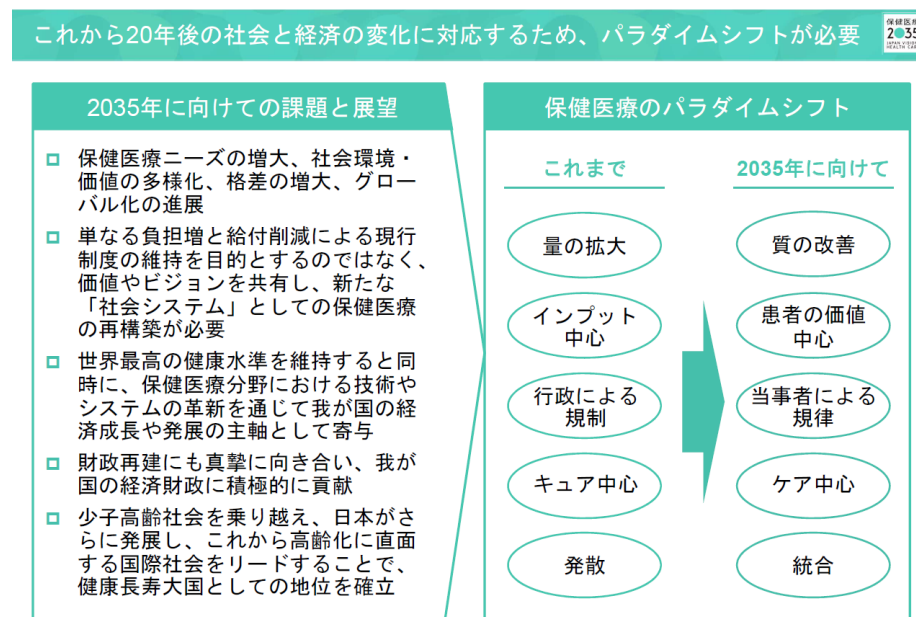 これから20年後の社会と経済の変化に対応するため、パラダイムシフトが必要
保健医療
2035
JAPAN VISION
HEALTH CARE
2035年に向けての課題と展望
保健医療ニーズの増大、社会環境・
価値の多様化、格差の増大、グロー
バル化の進展
単なる負担増と給付削減による現行
制度の維持を目的とするのではなく、
価値やビジョンを共有し、新たな
「社会システム」としての保健医療
の再構築が必要
世界最高の健康水準を維持すると同
時に、保健医療分野における技術や
システムの革新を通じて我が国の経
済成長や発展の主軸として寄与
財政再建にも真摯に向き合い、我が
国の経済財政に積極的に貢献
少子高齢社会を乗り越え、日本がさ
らに発展し、これから高齢化に直面
する国際社会をリードすることで、
健康長寿大国としての地位を確立
保健医療のパラダイムシフト
これまで
2035年に向けて
量の拡大
質の改善
インプット
中心
患者の価値
中心
行政による
規制
当事者による
規律
キュア中心
ケア中心
発散
統合